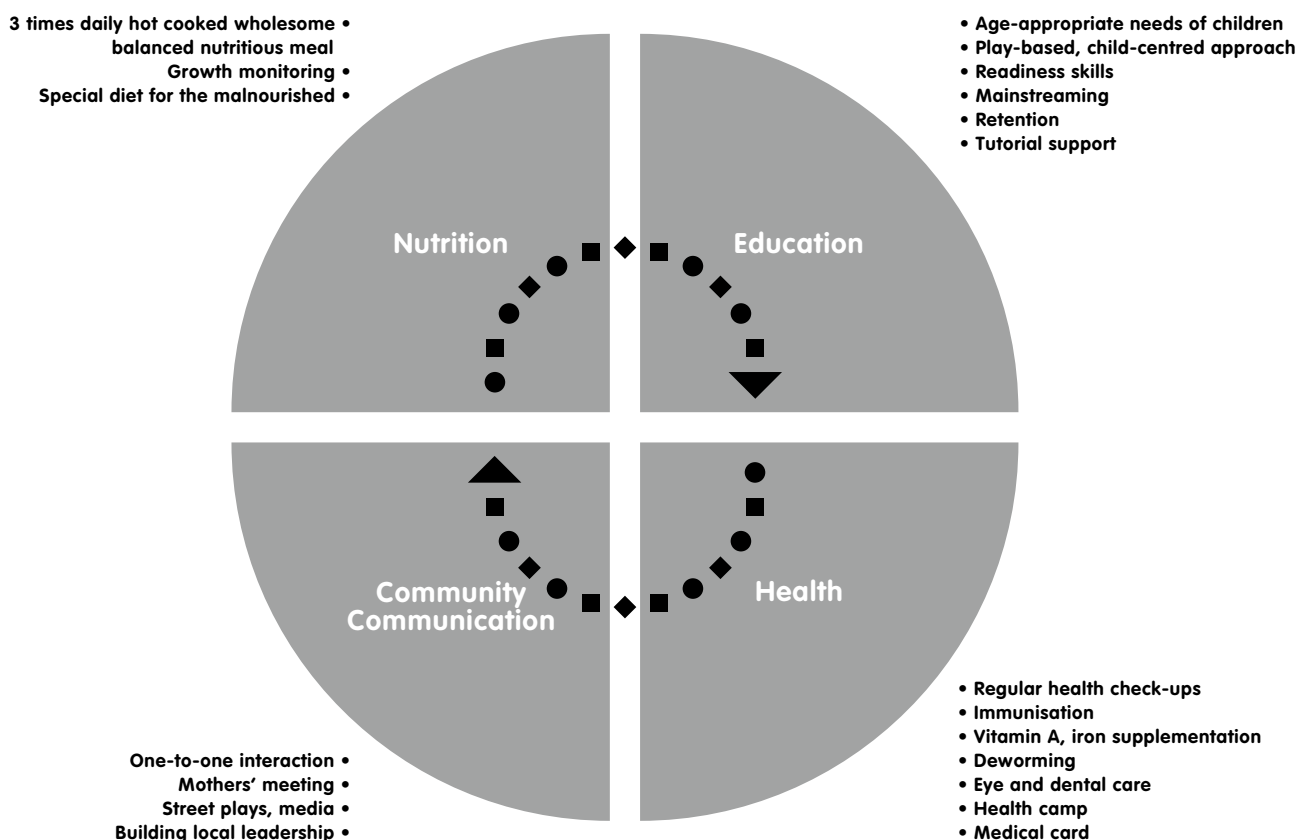 3 times daily hot cooked wholesome •
balanced nutritious meal
Growth monitoring •
Special diet for the malnourished •
• Age-appropriate needs of children
• Play-based, child-centred approach
• Readiness skills
• Mainstreaming
• Retention
• Tutorial support
Nutrition
Education
Community
Communication
Health
One-to-one interaction •
Mothers’ meeting •
Street plays, media •
Building local leadership •
• Regular health check-ups
• Immunisation
• Vitamin A, iron supplementation
• Deworming
• Eye and dental care
• Health camp
• Medical card